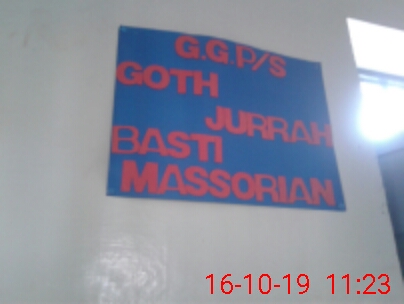 G.G.P/S
GOTH
JURRAH
BASTI
MASSORIAN
16-10-19 11:23